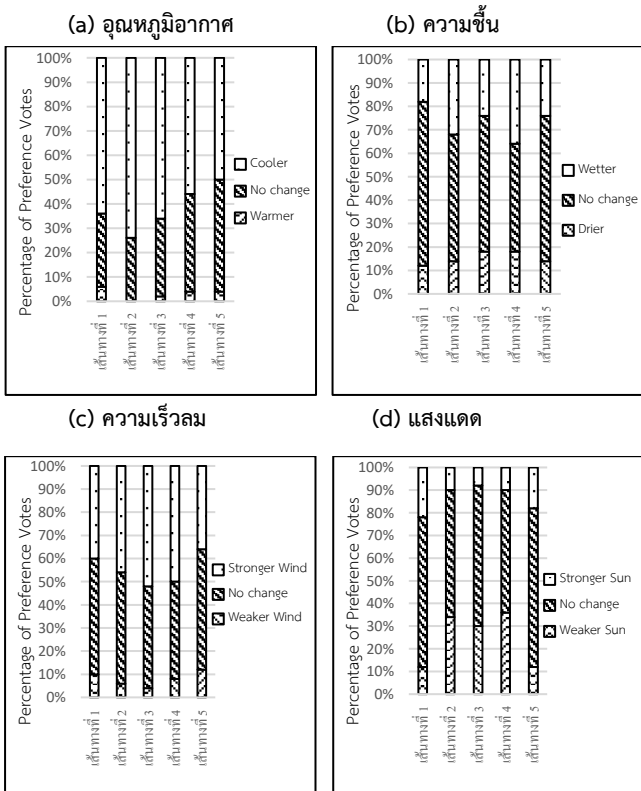 (a) อุณหภูมิอากาศ
Percentage of Preference Votes
100%
90%
80%
70%
60%
50%
40%
30%
20%
10%
0%
Cooler
No change
Warmer
เส้นทางที่ 1
เส้นทางที่ 2
เส้นทางที่ 3
เส้นทางที่ 4
เส้นทางที่ 5
(b) ความชื้น
Percentage of Preference Votes
100%
90%
80%
70%
60%
50%
40%
30%
20%
10%
0%
Wetter
No change
Drier
เส้นทางที่ 1
เส้นทางที่ 2
เส้นทางที่ 3
เส้นทางที่ 4
เส้นทางที่ 5
(c) ความเร็วลม
Percentage of Preference Votes
100%
90%
80%
70%
60%
50%
40%
30%
20%
10%
0%
Stronger Wind
No change
Weaker Wind
เส้นทางที่ 1
เส้นทางที่ 2
เส้นทางที่ 3
เส้นทางที่ 4
เส้นทางที่ 5
(d) แสงแดด
Percentage of Preference Votes
100%
90%
80%
70%
60%
50%
40%
30%
20%
10%
0%
Stronger Sun
No change
Weaker Sun
เส้นทางที่ 1
เส้นทางที่ 2
เส้นทางที่ 3
เส้นทางที่ 4
เส้นทางที่ 5